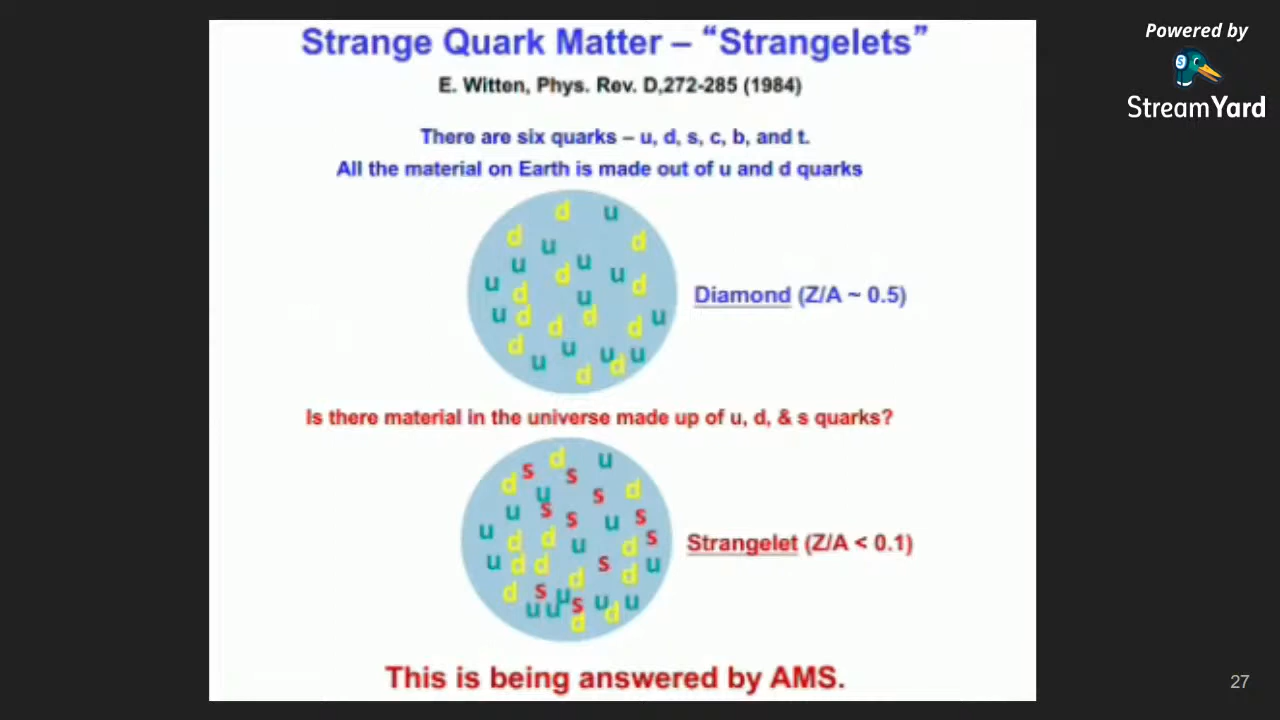 Strange Quark Matter – “Strangelets”
E. Witten, Phys. Rev. D,272-285 (1984)
There are six quarks – u, d, s, c, b, and t.
All the material on Earth is made out of u and d quarks
d u
d u d
u u
u d u d
d u
u d d u
d d
d u u u
u d d
Diamond (Z/A ~ 0.5)
Is there material in the universe made up of u, d, & s quarks?
d u
s s
d u s d
u s s u s
u d d u d s
u d d s u
d d
d s u u u
u u s d
d
Strangelet (Z/A < 0.1)
This is being answered by AMS.
Powered by
S
StreamYard
27